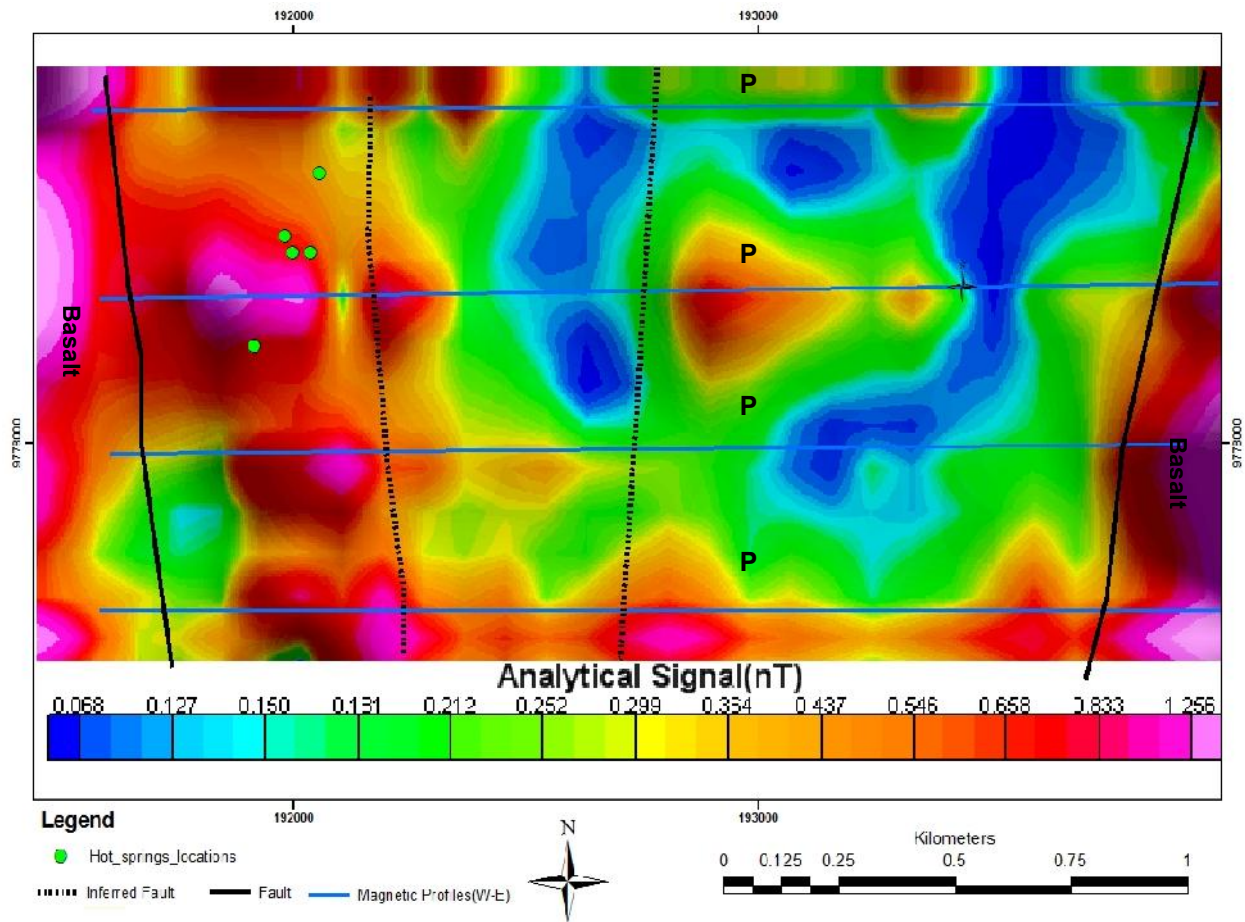 192000 193000
P
P
Basalt
P
9773000 9773000
Basalt
P
Analytical Signal(nT)
0.068 0.127 0.150 0.181 0.212 0.252 0.299 0.354 0.437 0.546 0.658 0.833 1.256
192000 193000
Legend
Hot_springs_locations
Inferred Fault Fault Magnetic Profiles(W-E)
N
Kilometers
0 0.125 0.25 0.5 0.75 1